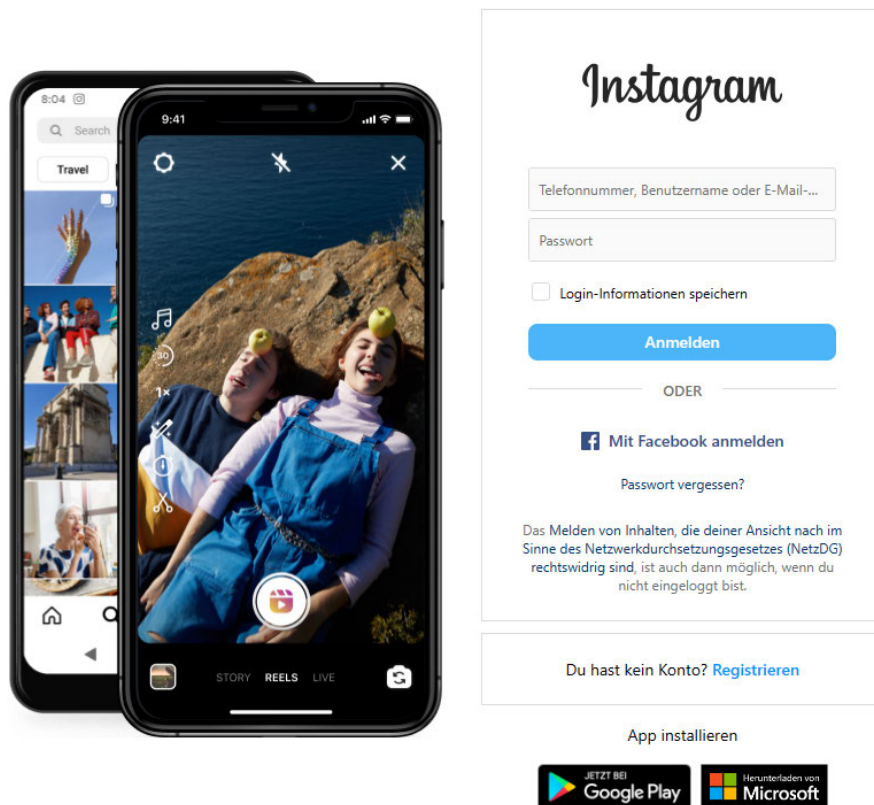 8:04
Search
Travel
9:41
30
1x
STORY REELS LIVE
Instagram
Telefonnummer, Benutzername oder E-Mail-...
Passwort
Login-Informationen speichern
Anmelden
ODER
Mit Facebook anmelden
Passwort vergessen?
Das Melden von Inhalten, die deiner Ansicht nach im
Sinne des Netzwerkdurchsetzungsgesetzes (NetzDG)
rechtswidrig sind, ist auch dann möglich, wenn du
nicht eingeloggt bist.
Du hast kein Konto? Registrieren
App installieren
JETZT BEI
Google Play
Herunterladen von
Microsoft